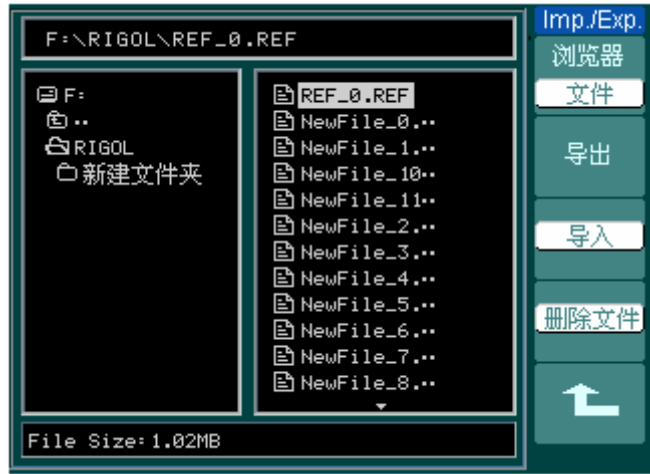 F:\RIGOL\REF_0.REF
F:
..
RIGOL
新建文件夹
REF_0.REF
NewFile_0.··
NewFile_1.··
NewFile_10··
NewFile_11··
NewFile_2.··
NewFile_3.··
NewFile_4.··
NewFile_5.··
NewFile_6.··
NewFile_7.··
NewFile_8.··
File Size:1.02MB
Imp./Exp.
浏览器
文件
导出
导入
删除文件